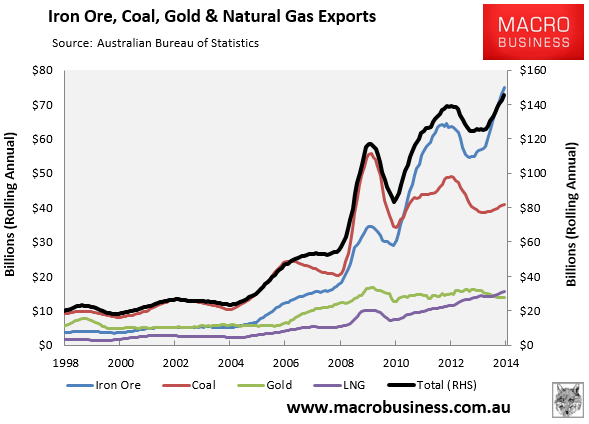 Iron Ore, Coal, Gold & Natural Gas Exports
Source: Australian Bureau of Statistics
MACRO
BUSINESS
$80
$70
$60
$50
$40
$30
$20
$10
$0
Billions (Rolling Annual)
$160
$140
$120
$100
$80
$60
$40
$20
$0
Billions (Rolling Annual)
1998 2000 2002 2004 2006 2008 2010 2012 2014
Iron Ore Coal Gold LNG Total (RHS)
www.macrobusiness.com.au